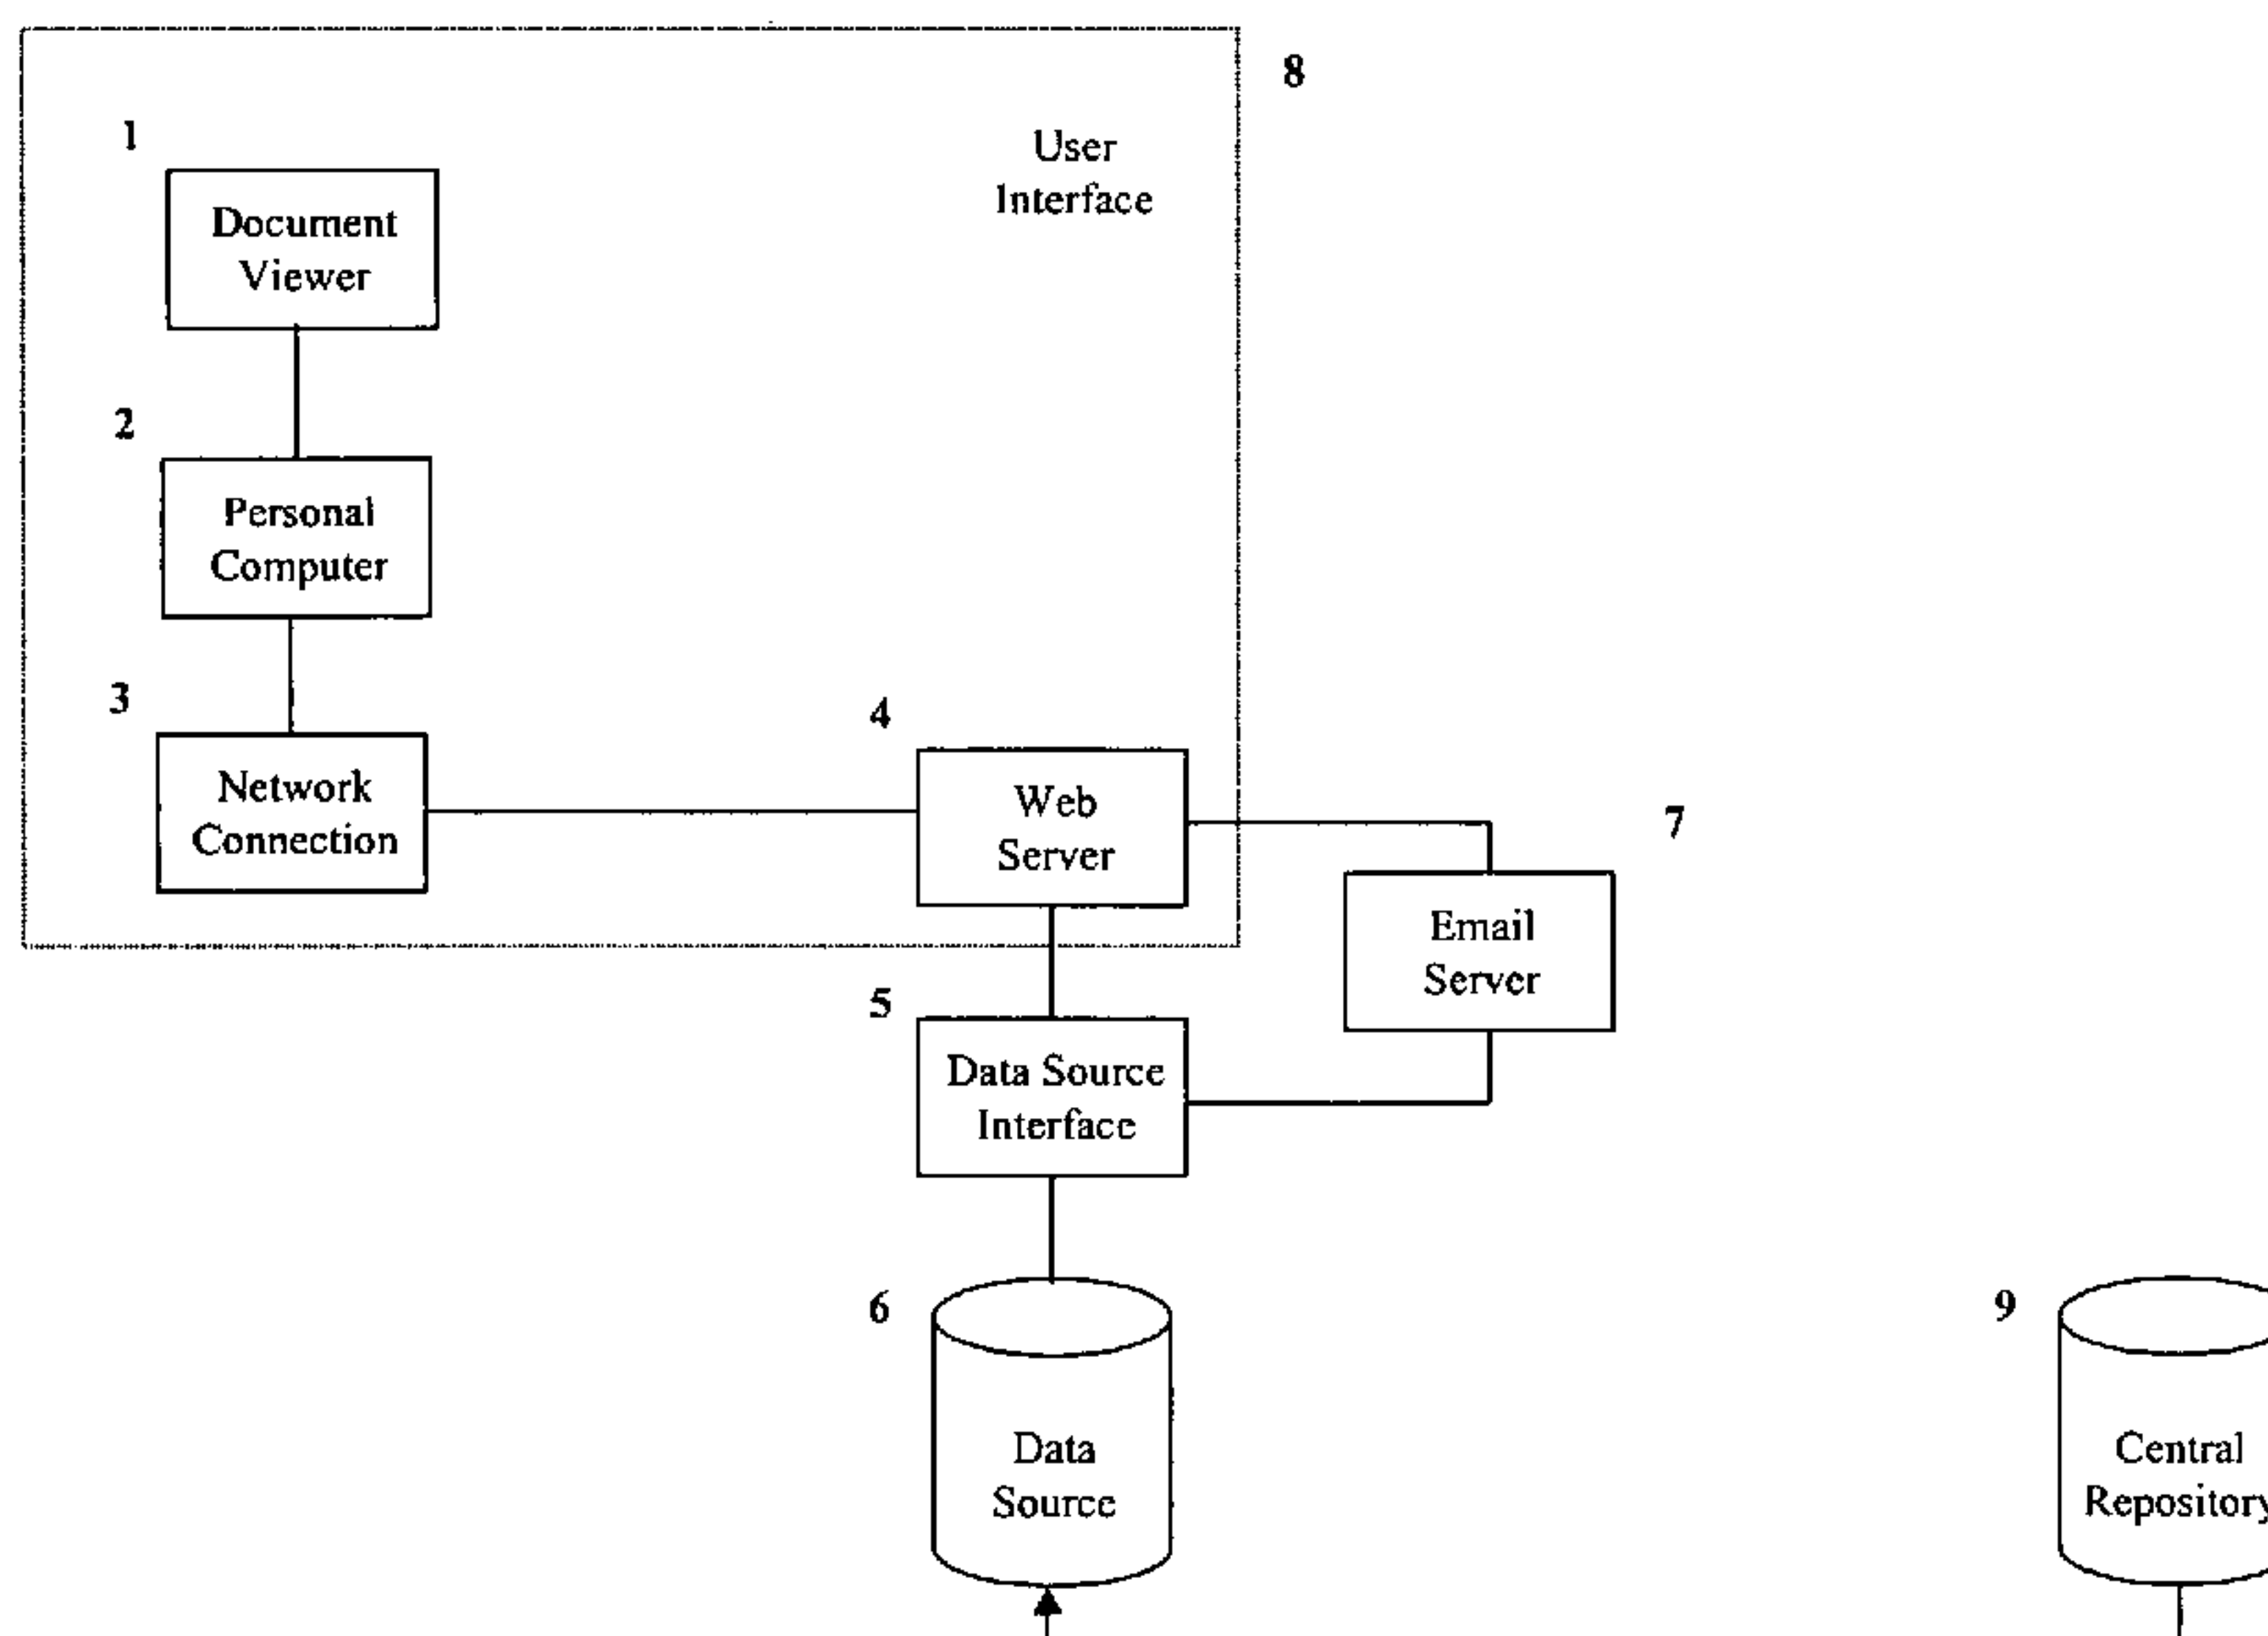 8
1
User
Interface
Document
Viewer
2
Personal
Computer
3
Network
Connection
4
Web
Server
7
Email
Server
5
Data Source
Interface
6
Data
Source
9
Central
Repository